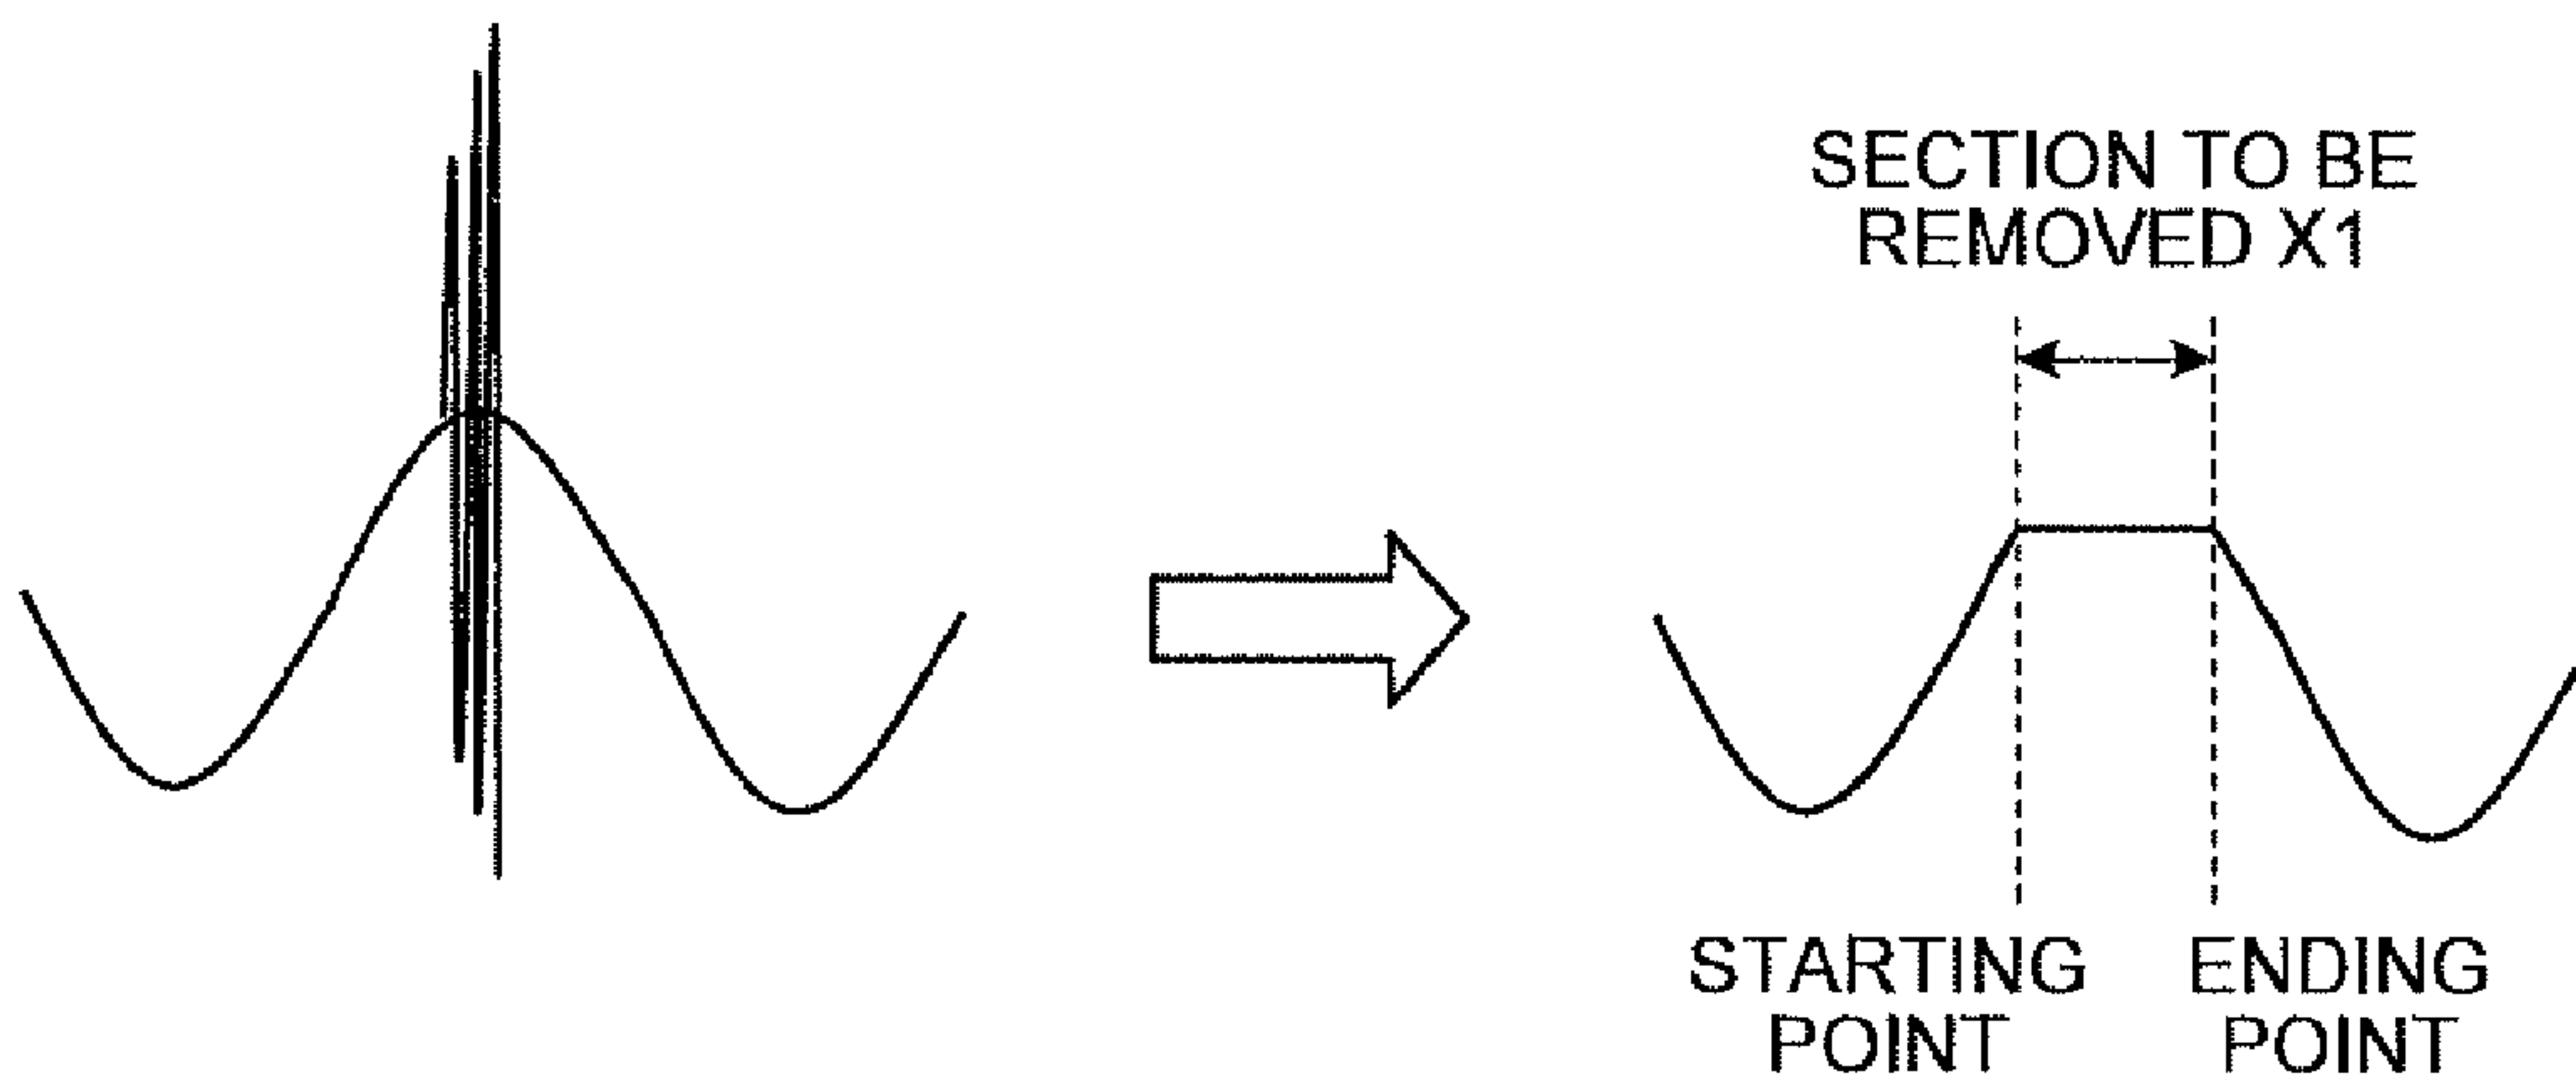 SECTION TO BE
REMOVED X1
STARTING
POINT
ENDING
POINT